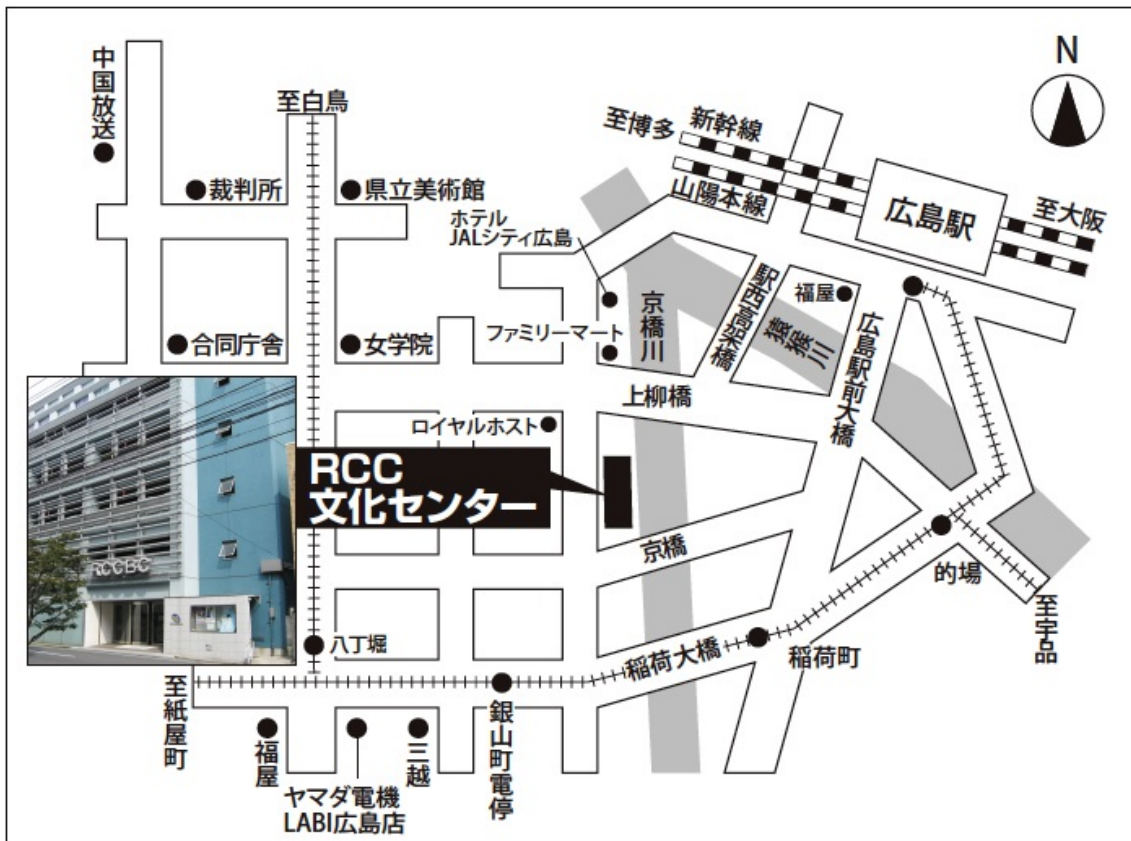 N
中国放送
至白鳥
裁判所
県立美術館
ホテル
JALシティ広島
至博多
新幹線
山陽本線
広島駅
至大阪
合同庁舎
女学院
ファミリーマート
京橋川
駅西高架橋
福屋
猿猴川
広島駅前大橋
上柳橋
ロイヤルホスト
RCC
文化センター
RCCBC
京橋
的場
至宇品
八丁堀
稲荷大橋
稲荷町
至紙屋町
福屋
ヤマダ電機
LABI広島店
三越
銀山町電停